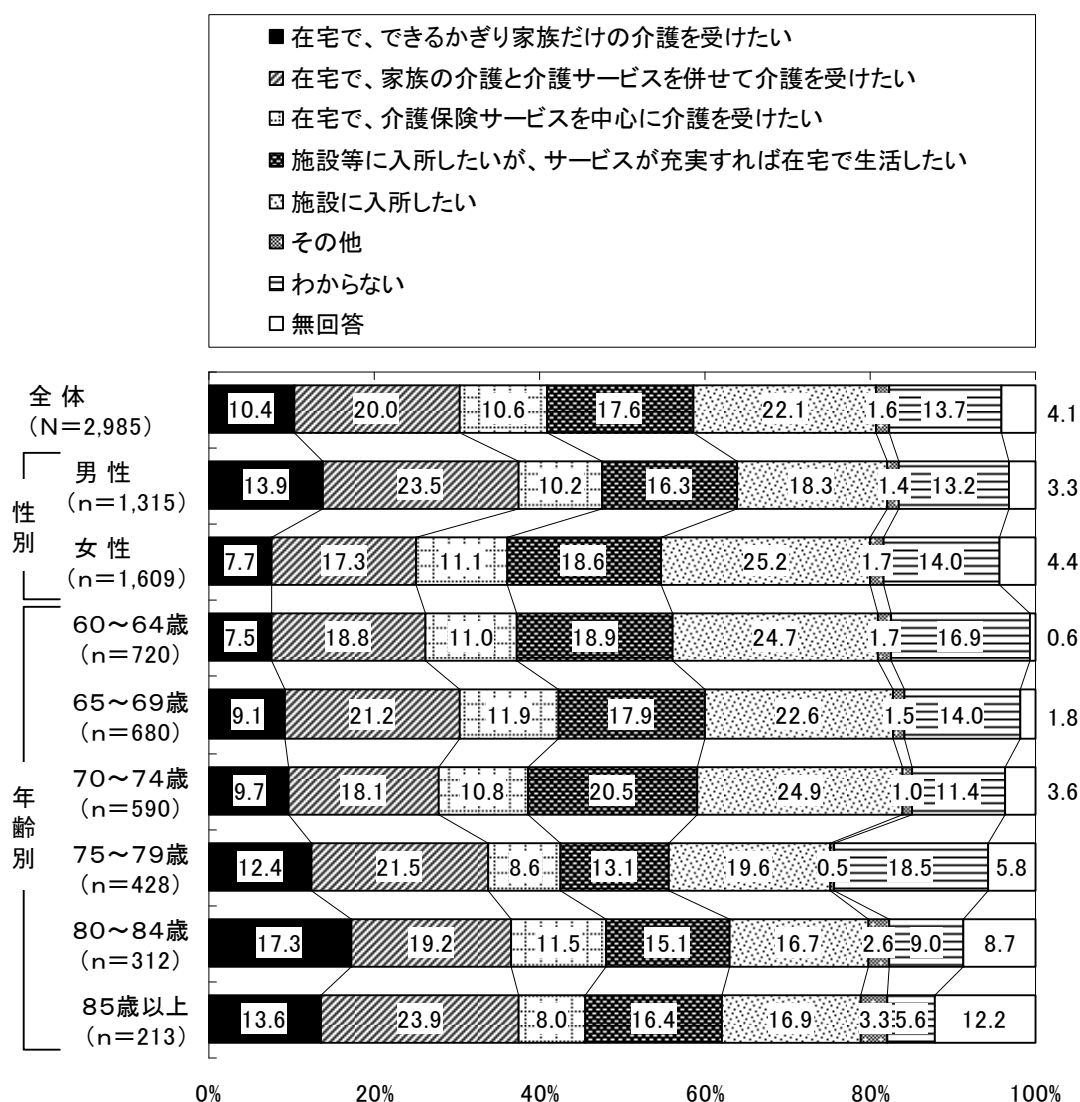 在宅で、できるかぎり家族だけの介護を受けたい
在宅で、家族の介護と介護サービスを併せて介護を受けたい
在宅で、介護保険サービスを中心に介護を受けたい
施設等に入所したいが、サービスが充実すれば在宅で生活したい
施設に入所したい
その他
わからない
無回答
全 体
(N=2,985)
10.4 20.0 10.6 17.6 22.1 1.6 13.7 4.1
性別
男 性
(n=1,315)
13.9 23.5 10.2 16.3 18.3 1.4 13.2 3.3
女 性
(n=1,609)
7.7 17.3 11.1 18.6 25.2 1.7 14.0 4.4
年齢別
60～64歳
(n=720)
7.5 18.8 11.0 18.9 24.7 1.7 16.9 0.6
65～69歳
(n=680)
9.1 21.2 11.9 17.9 22.6 1.5 14.0 1.8
70～74歳
(n=590)
9.7 18.1 10.8 20.5 24.9 1.0 11.4 3.6
75～79歳
(n=428)
12.4 21.5 8.6 13.1 19.6 0.5 18.5 5.8
80～84歳
(n=312)
17.3 19.2 11.5 15.1 16.7 2.6 9.0 8.7
85歳以上
(n=213)
13.6 23.9 8.0 16.4 16.9 3.3 5.6 12.2
0% 20% 40% 60% 80% 100%